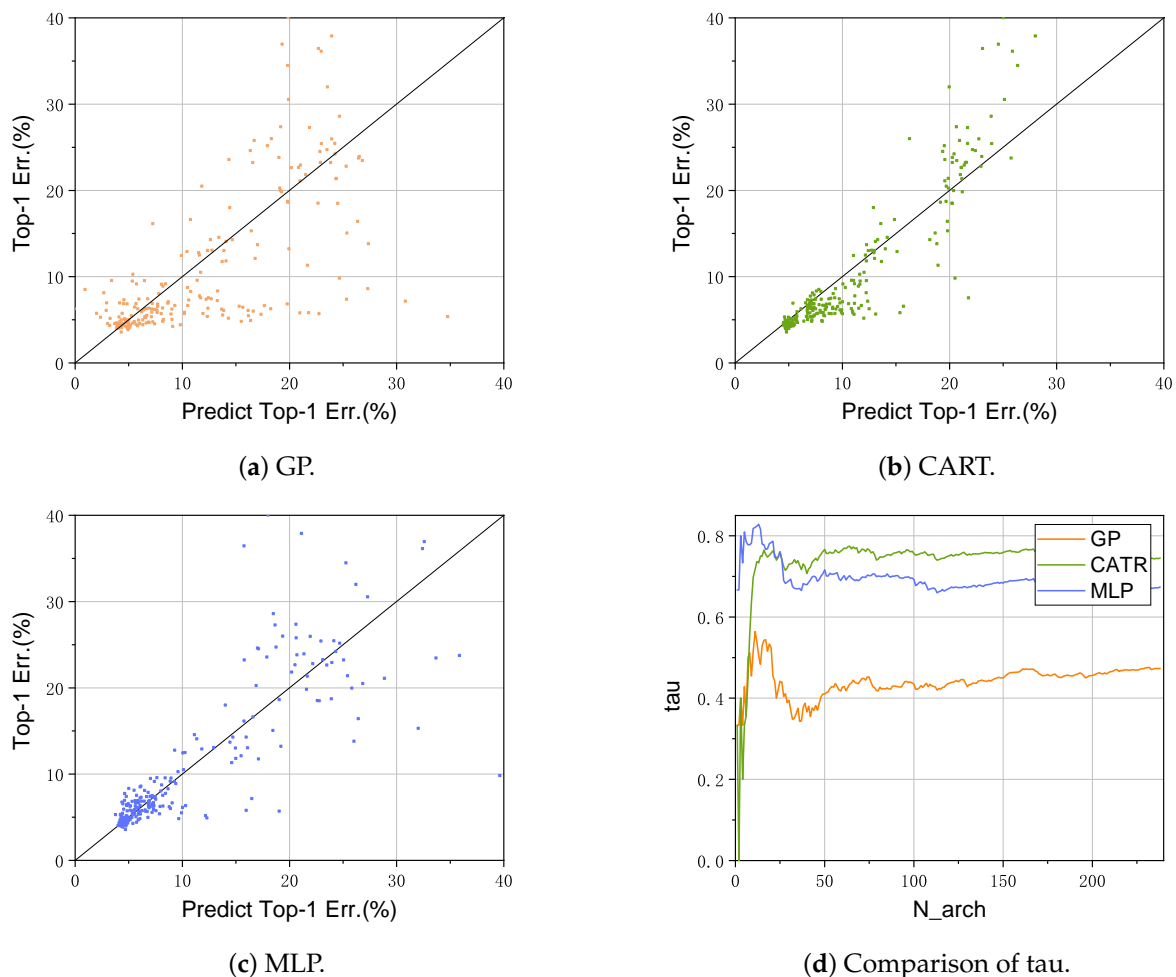 40
30
20
10
0
0 10 20 30 40
Top-1 Err.(%)
Predict Top-1 Err.(%)
(a) GP.
40
30
20
10
0
0 10 20 30 40
Top-1 Err.(%)
Predict Top-1 Err.(%)
(b) CART.
40
30
20
10
0
0 10 20 30 40
Top-1 Err.(%)
Predict Top-1 Err.(%)
(c) MLP.
0.8
0.6
0.4
0.2
0.0
0 50 100 150 200
tau
N_arch
GP
CATR
MLP
(d) Comparison of tau.